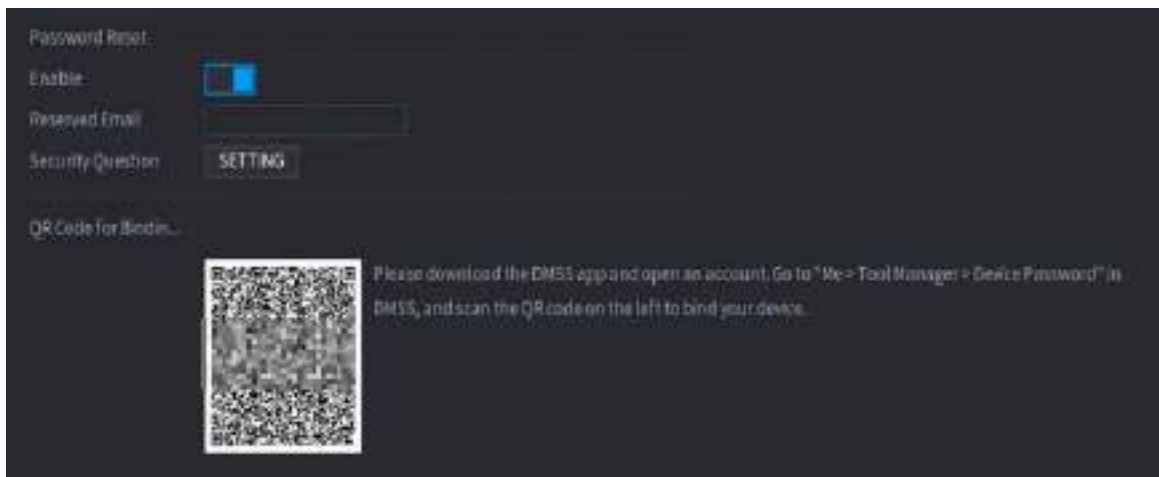 Password Reset
Enable
Reserved Email
Security Question
SETTING
QR Code for Bindin...
Please download the DMSS app and open an account. Go to "Me > Tool Manager > Device Password" in
DMSS, and scan the QR code on the left to bind your device.